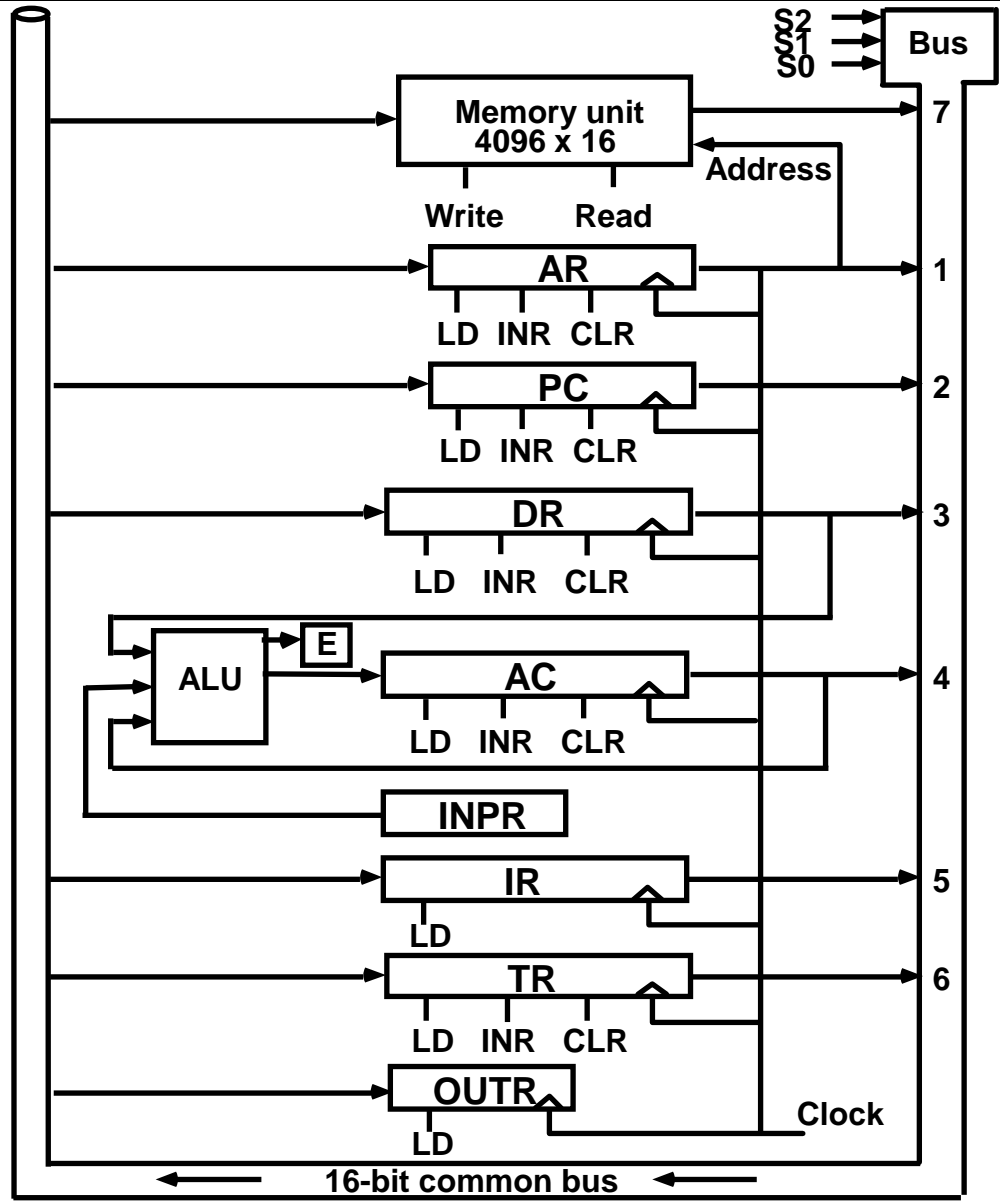 S2
S1
S0
Bus
Memory unit
4096 x 16
7
Address
Write Read
AR
1
LD INR CLR
PC
2
LD INR CLR
DR
3
LD INR CLR
E
ALU
AC
4
LD INR CLR
INPR
IR
5
LD
TR
6
LD INR CLR
OUTR
Clock
LD
16-bit common bus